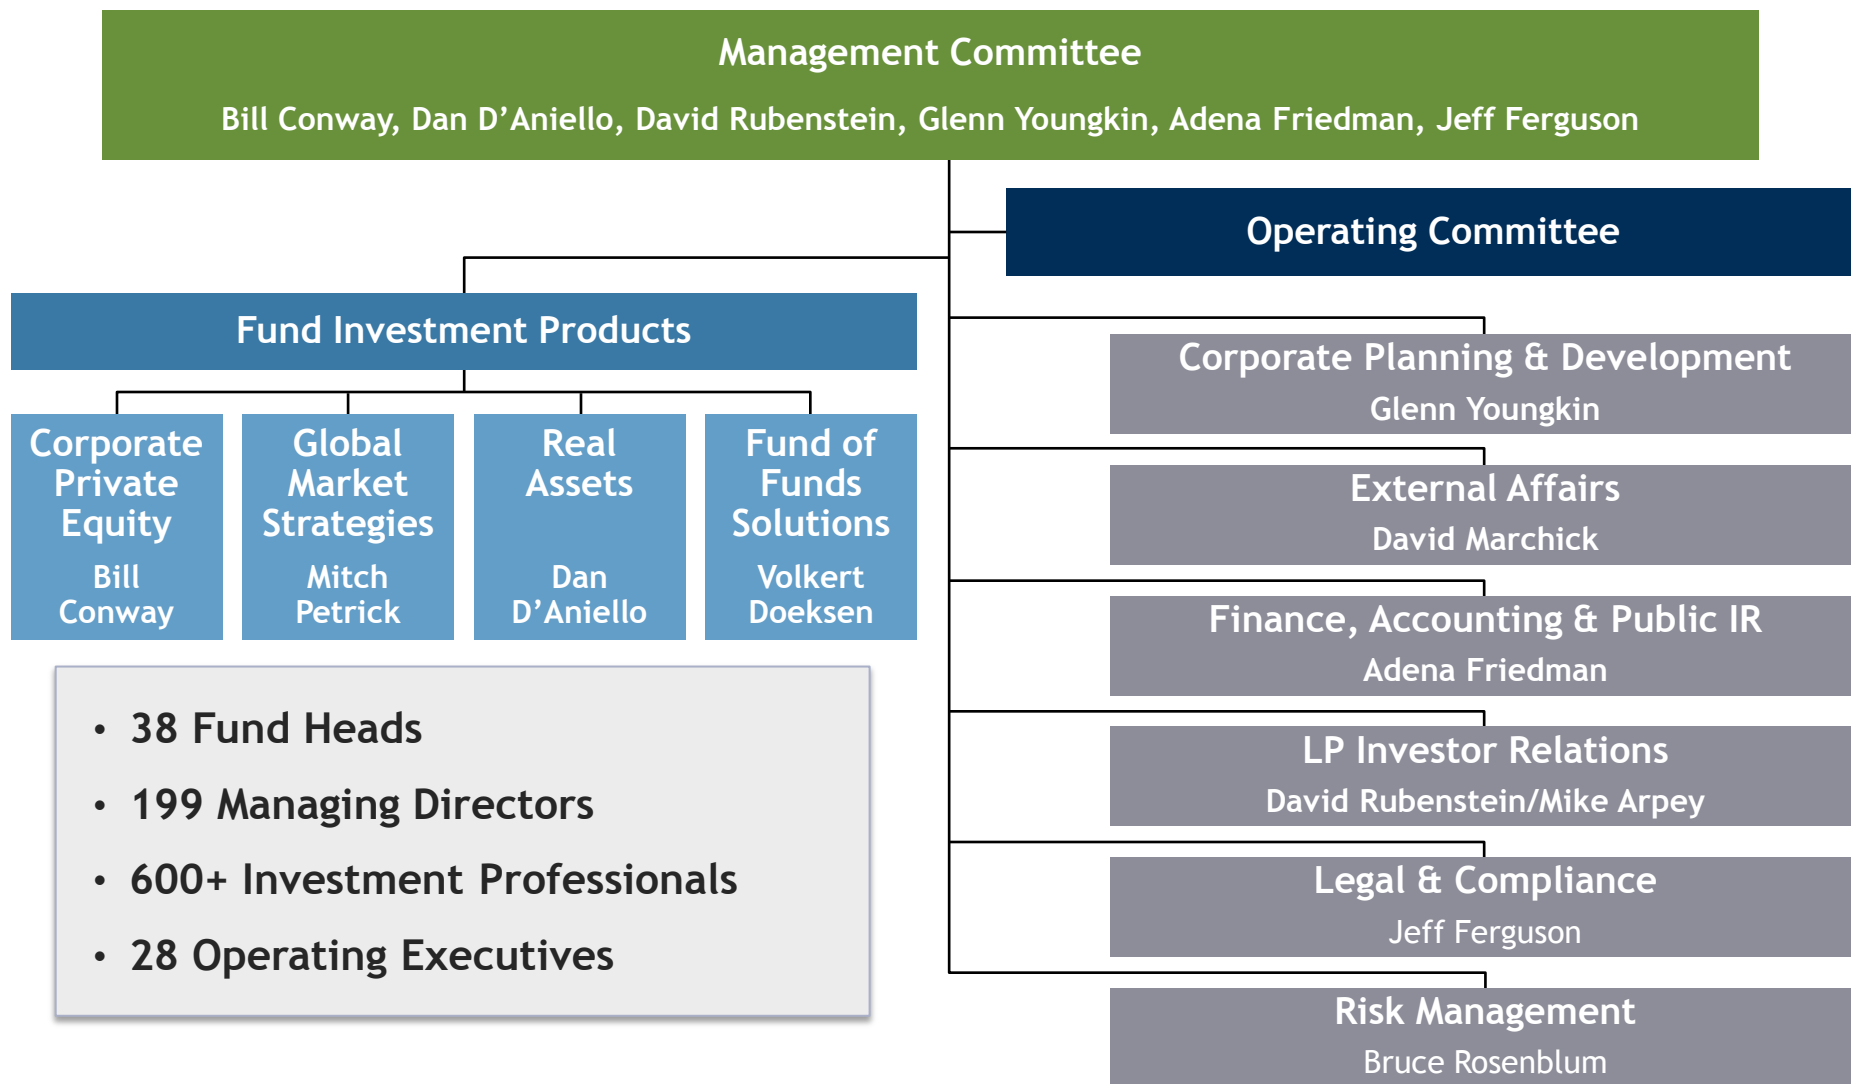 Management Committee
Bill Conway, Dan D’Aniello, David Rubenstein, Glenn Youngkin, Adena Friedman, Jeff Ferguson
Operating Committee
Fund Investment Products
Corporate
Private
Equity
Bill
Conway
Global
Market
Strategies
Mitch
Petrick
Real
Assets
Dan
D’Aniello
Fund of
Funds
Solutions
Volkert
Doeksen
• 38 Fund Heads
• 199 Managing Directors
• 600+ Investment Professionals
• 28 Operating Executives
Corporate Planning & Development
Glenn Youngkin
External Affairs
David Marchick
Finance, Accounting & Public IR
Adena Friedman
LP Investor Relations
David Rubenstein/Mike Arpey
Legal & Compliance
Jeff Ferguson
Risk Management
Bruce Rosenblum